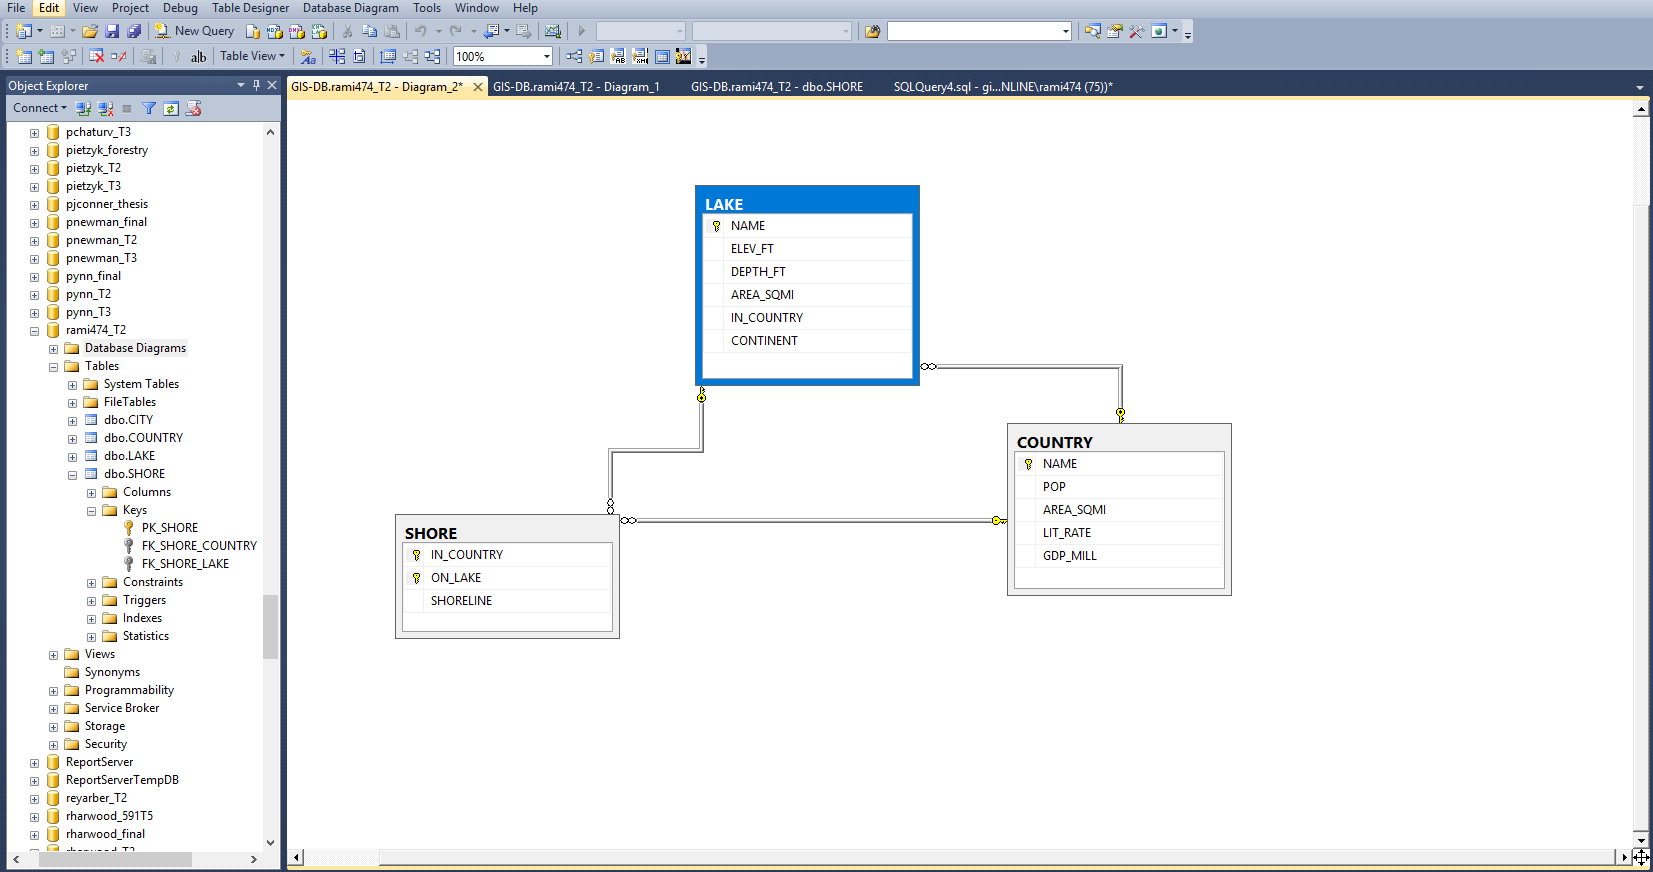 File Edit View Project Debug Table Designer Database Diagram Tools Window Help
New Query
Table View 100%
Object Explorer
GIS-DB.rami474_T2 - Diagram_2* GIS-DB.rami474_T2 - Diagram_1 GIS-DB.rami474_T2 - dbo.SHORE SQLQuery4.sql - gi...NLINE\rami474 (75))*
Connect
pchaturv_T3
pietzyk_forestry
pietzyk_T2
pietzyk_T3
pjconner_thesis
pnewman_final
pnewman_T2
pnewman_T3
pynn_final
pynn_T2
pynn_T3
rami474_T2
Database Diagrams
Tables
System Tables
FileTables
dbo.CITY
dbo.COUNTRY
dbo.LAKE
dbo.SHORE
Columns
Keys
PK_SHORE
FK_SHORE_COUNTRY
FK_SHORE_LAKE
Constraints
Triggers
Indexes
Statistics
Views
Synonyms
Programmability
Service Broker
Storage
Security
ReportServer
ReportServerTempDB
reyarber_T2
rharwood_591T5
rharwood_final
rharwood_T2
LAKE
NAME
ELEV_FT
DEPTH_FT
AREA_SQMI
IN_COUNTRY
CONTINENT
COUNTRY
NAME
POP
AREA_SQMI
LIT_RATE
GDP_MILL
SHORE
IN_COUNTRY
ON_LAKE
SHORELINE